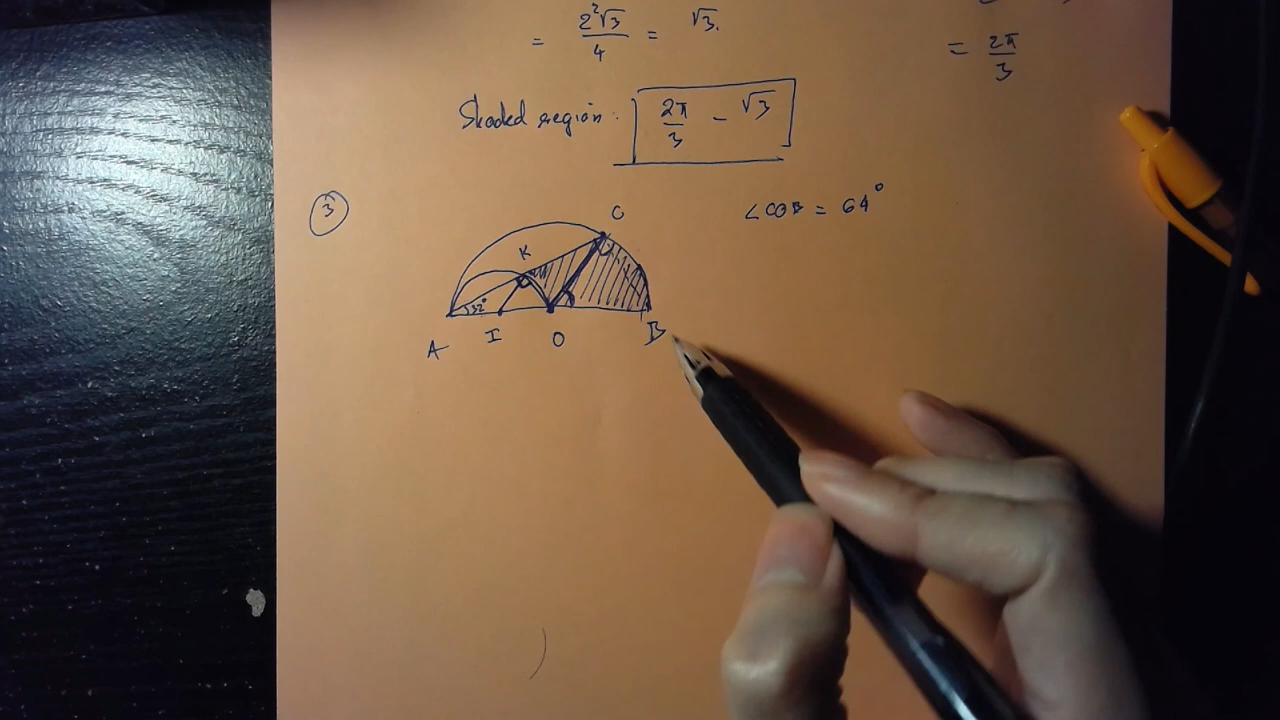 = 2²√3 / 4 = √3.
= 2π / 3
Shaded region: 2π / 3 - √3
3
∠COB = 64°
C
K
32°
A I O B